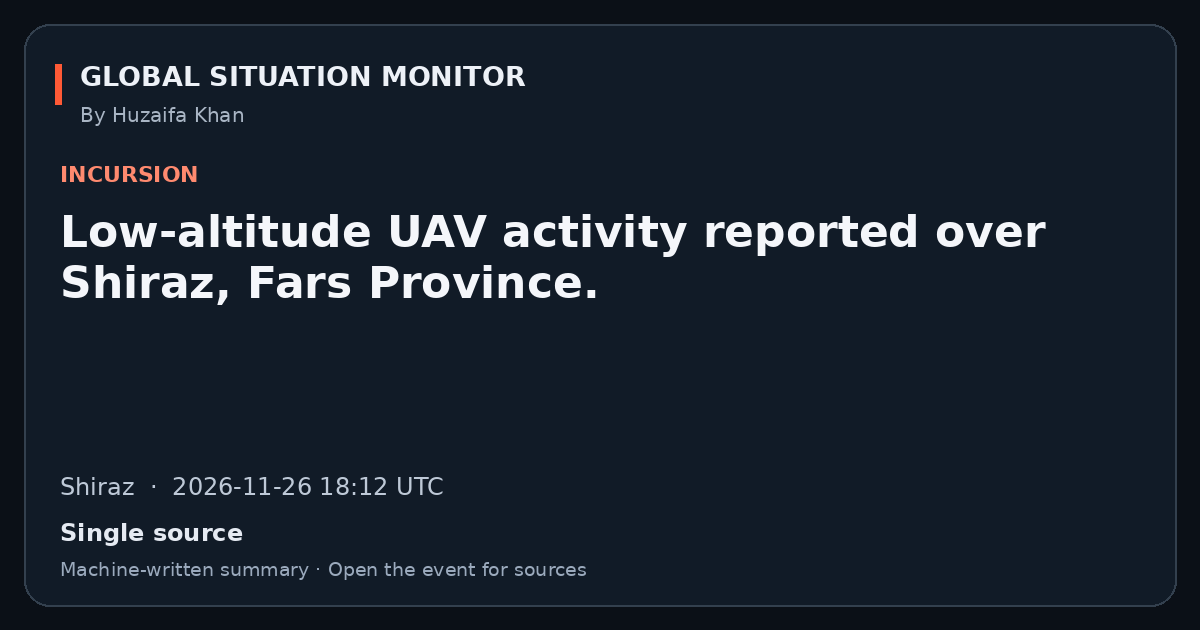 GLOBAL SITUATION MONITOR
By Huzaifa Khan
INCURSION
Low-altitude UAV activity reported over
Shiraz, Fars Province.
Shiraz · 2026-11-26 18:12 UTC
Single source
Machine-written summary · Open the event for sources